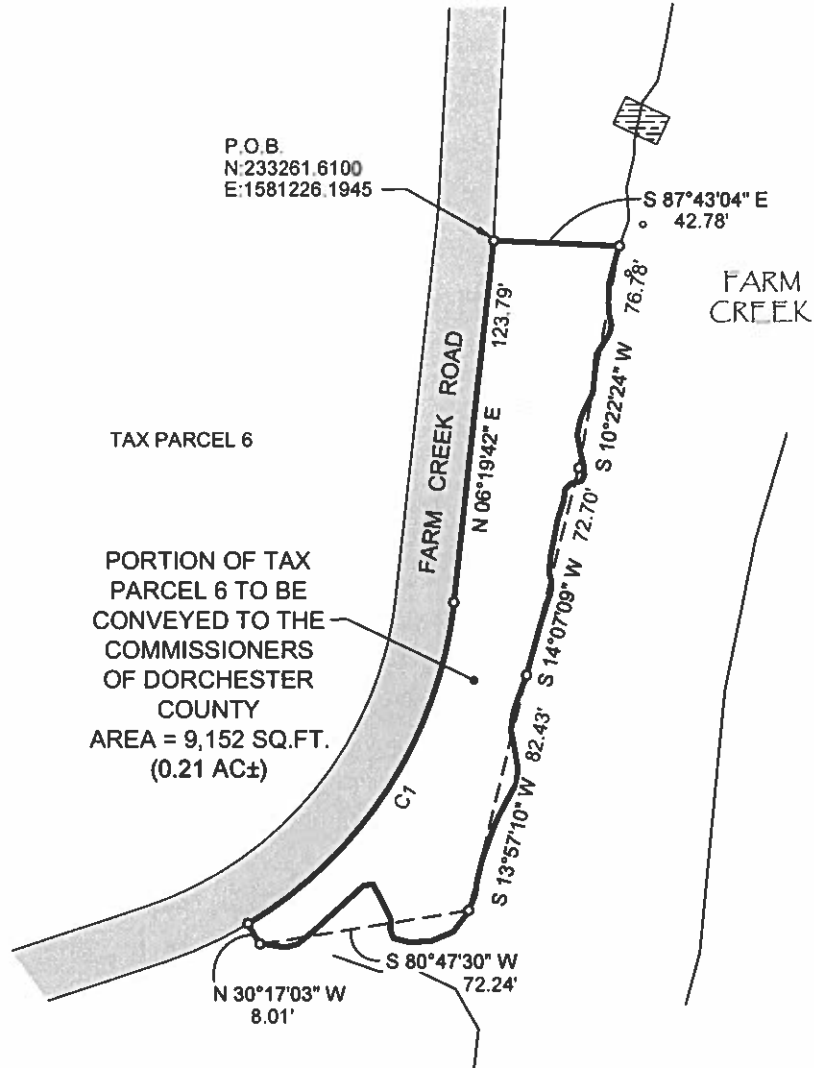 P.O.B.
N:233261.6100
E:1581226.1945
S 87°43'04" E
42.78'
FARM
CREEK
76.78'
S 10°22'24" W
123.79'
N 06°19'42" E
FARM CREEK ROAD
TAX PARCEL 6
72.70'
S 14°07'09" W
PORTION OF TAX
PARCEL 6 TO BE
CONVEYED TO THE
COMMISSIONERS
OF DORCHESTER
COUNTY
AREA = 9,152 SQ.FT.
(0.21 AC±)
82.43'
S 13°57'10" W
C1
S 80°47'30" W
72.24'
N 30°17'03" W
8.01'